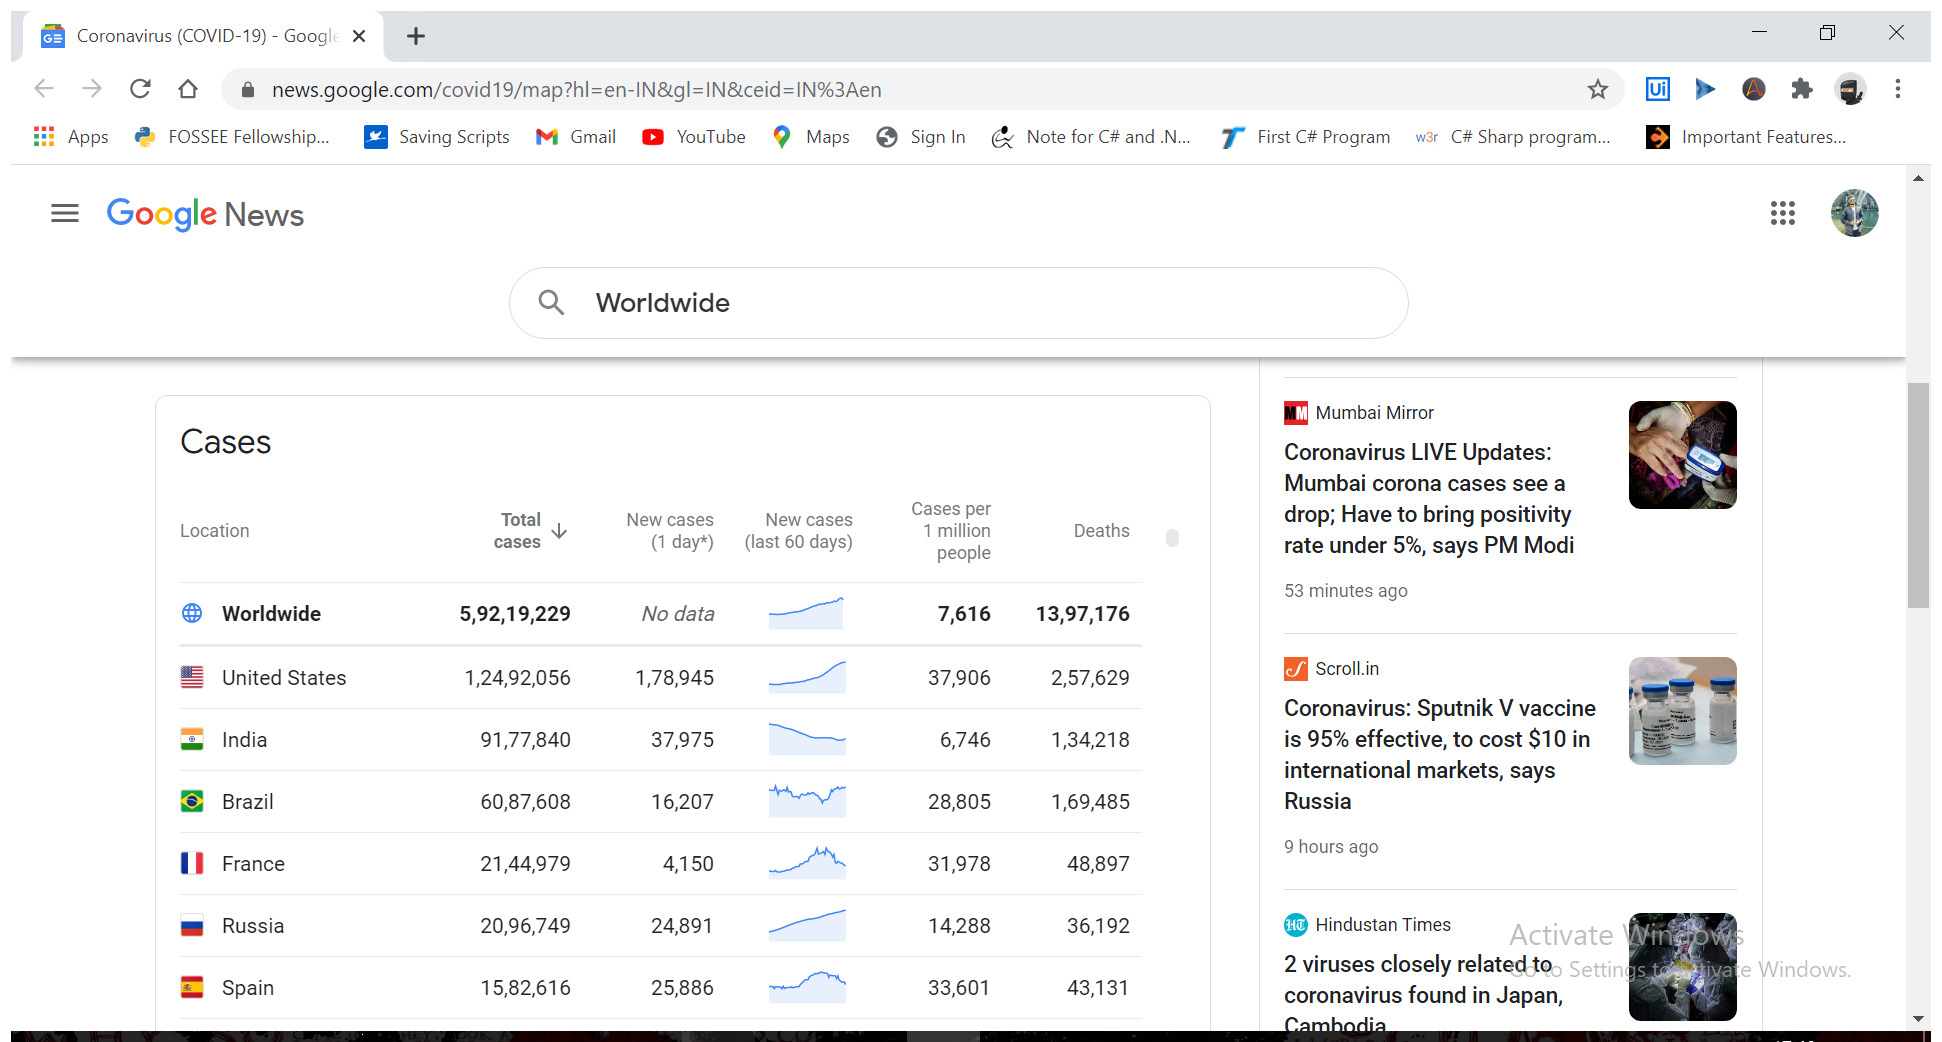 Coronavirus (COVID-19) - Google
news.google.com/covid19/map?hl=en-IN&gl=IN&ceid=IN%3Aen
Apps FOSSEE Fellowship... Saving Scripts Gmail YouTube Maps Sign In Note for C# and .N... First C# Program w3r C# Sharp program... Important Features...
Google News
Worldwide
Cases
Location Total cases New cases (1 day*) New cases (last 60 days) Cases per 1 million people Deaths
Worldwide 5,92,19,229 No data 7,616 13,97,176
United States 1,24,92,056 1,78,945 37,906 2,57,629
India 91,77,840 37,975 6,746 1,34,218
Brazil 60,87,608 16,207 28,805 1,69,485
France 21,44,979 4,150 31,978 48,897
Russia 20,96,749 24,891 14,288 36,192
Spain 15,82,616 25,886 33,601 43,131
Mumbai Mirror
Coronavirus LIVE Updates:
Mumbai corona cases see a
drop; Have to bring positivity
rate under 5%, says PM Modi
53 minutes ago
Scroll.in
Coronavirus: Sputnik V vaccine
is 95% effective, to cost $10 in
international markets, says
Russia
9 hours ago
Hindustan Times
2 viruses closely related to
coronavirus found in Japan,
Cambodia
Activate Windows
Go to Settings to activate Windows.